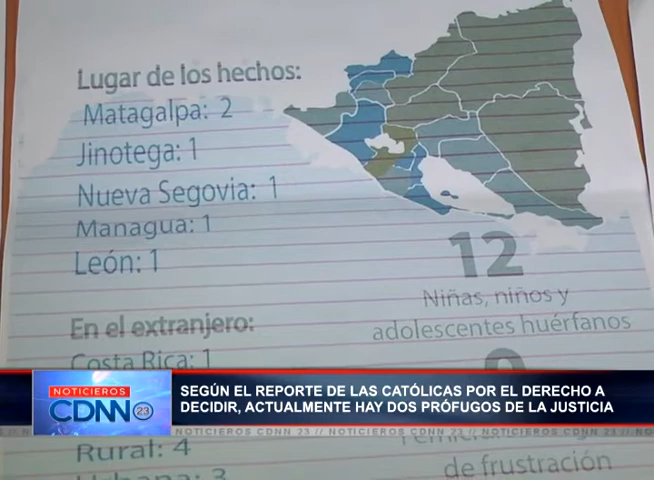 Lugar de los hechos:
Matagalpa: 2
Jinotega: 1
Nueva Segovia: 1
Managua: 1
León: 1
12
Niñas, niños y
adolescentes huérfanos
En el extranjero:
Costa Rica: 1
NOTICIEROS
CDNN 23
SEGÚN EL REPORTE DE LAS CATÓLICAS POR EL DERECHO A
DECIDIR, ACTUALMENTE HAY DOS PRÓFUGOS DE LA JUSTICIA
NOTICIEROS CDNN 23 // NOTICIEROS CDNN 23 // NOTICIEROS CDNN 23 // NOTICIEROS CDNN 23
Rural: 4
Urbana: 3
de frustración